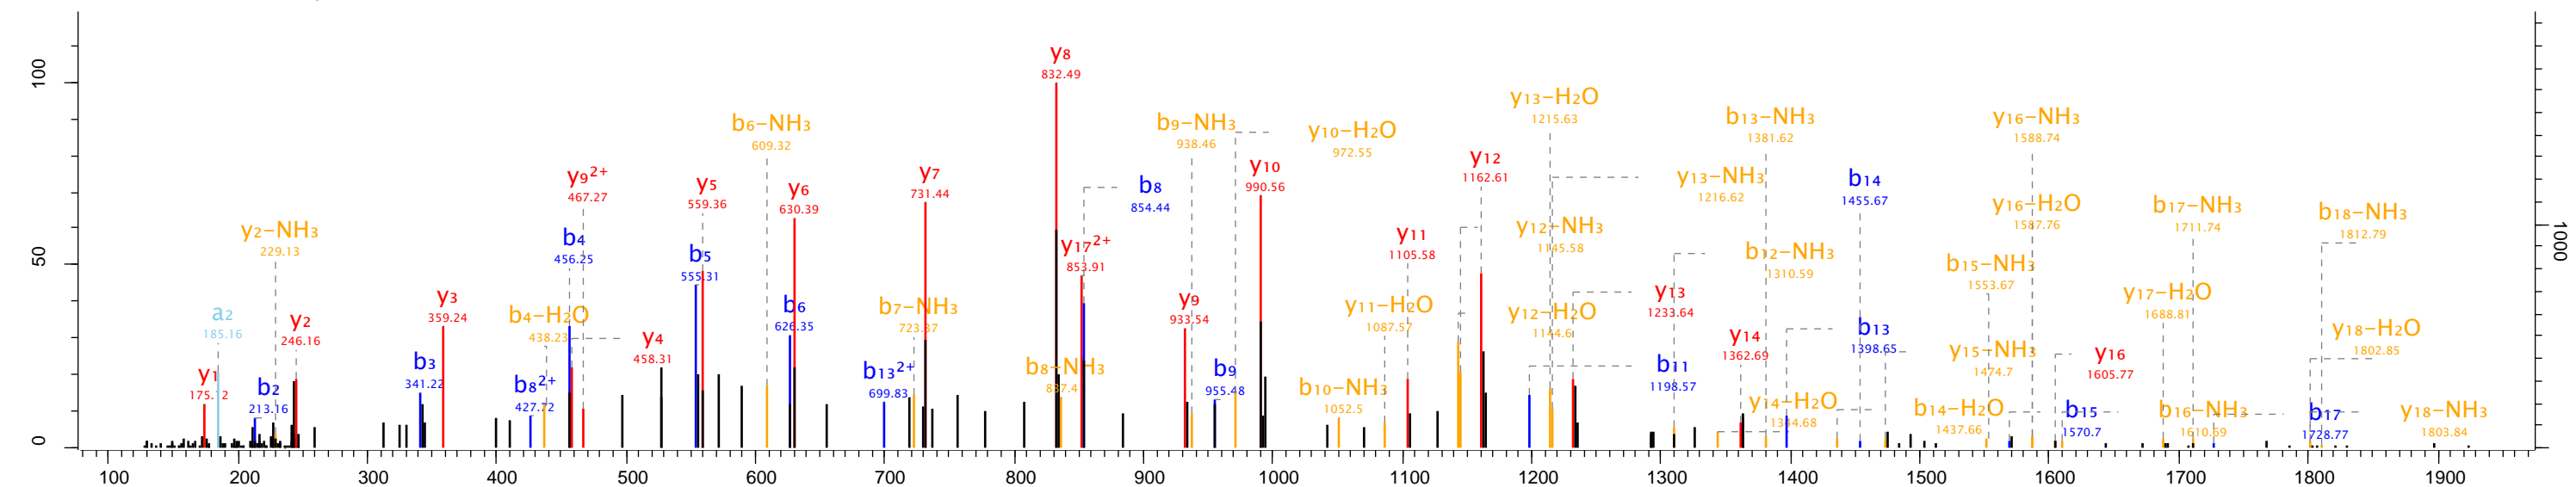 y8
832.49
y13-H2O
1215.63
b13-NH3
1381.62
y16-NH3
1588.74
b6-NH3
609.32
b9-NH3
938.46
y10-H2O
972.55
y12
1162.61
y10
990.56
y7
731.44
y9²⁺
467.27
y5
559.36
y6
630.39
b8
854.44
y13-NH3
1216.62
b14
1455.67
y16-H2O
1587.76
b17-NH3
1711.74
b18-NH3
1812.79
y2-NH3
229.13
b4
456.25
b5
555.31
y17²⁺
853.91
y11
1105.58
y12-NH3
1145.58
b12-NH3
1310.59
b15-NH3
1553.67
y17-H2O
1688.81
a2
185.16
y3
359.24
b4-H2O
438.23
b6
626.35
b7-NH3
723.37
y9
933.54
y11-H2O
1087.57
y12-H2O
1144.6
y13
1233.64
y14
1362.69
b13
1398.65
y15-NH3
1474.7
y16
1605.77
y18-H2O
1802.85
y2
246.16
y4
458.31
y1
175.12
b2
213.16
b3
341.22
b8²⁺
427.72
b13²⁺
699.83
b8-NH3
837.4
b9
955.48
b10-NH3
1052.5
b11
1198.57
y14-H2O
1344.68
b14-H2O
1437.66
b15
1570.7
b16-NH3
1610.69
b17
1728.77
y18-NH3
1803.84
0
50
100
1000
100 200 300 400 500 600 700 800 900 1000 1100 1200 1300 1400 1500 1600 1700 1800 1900